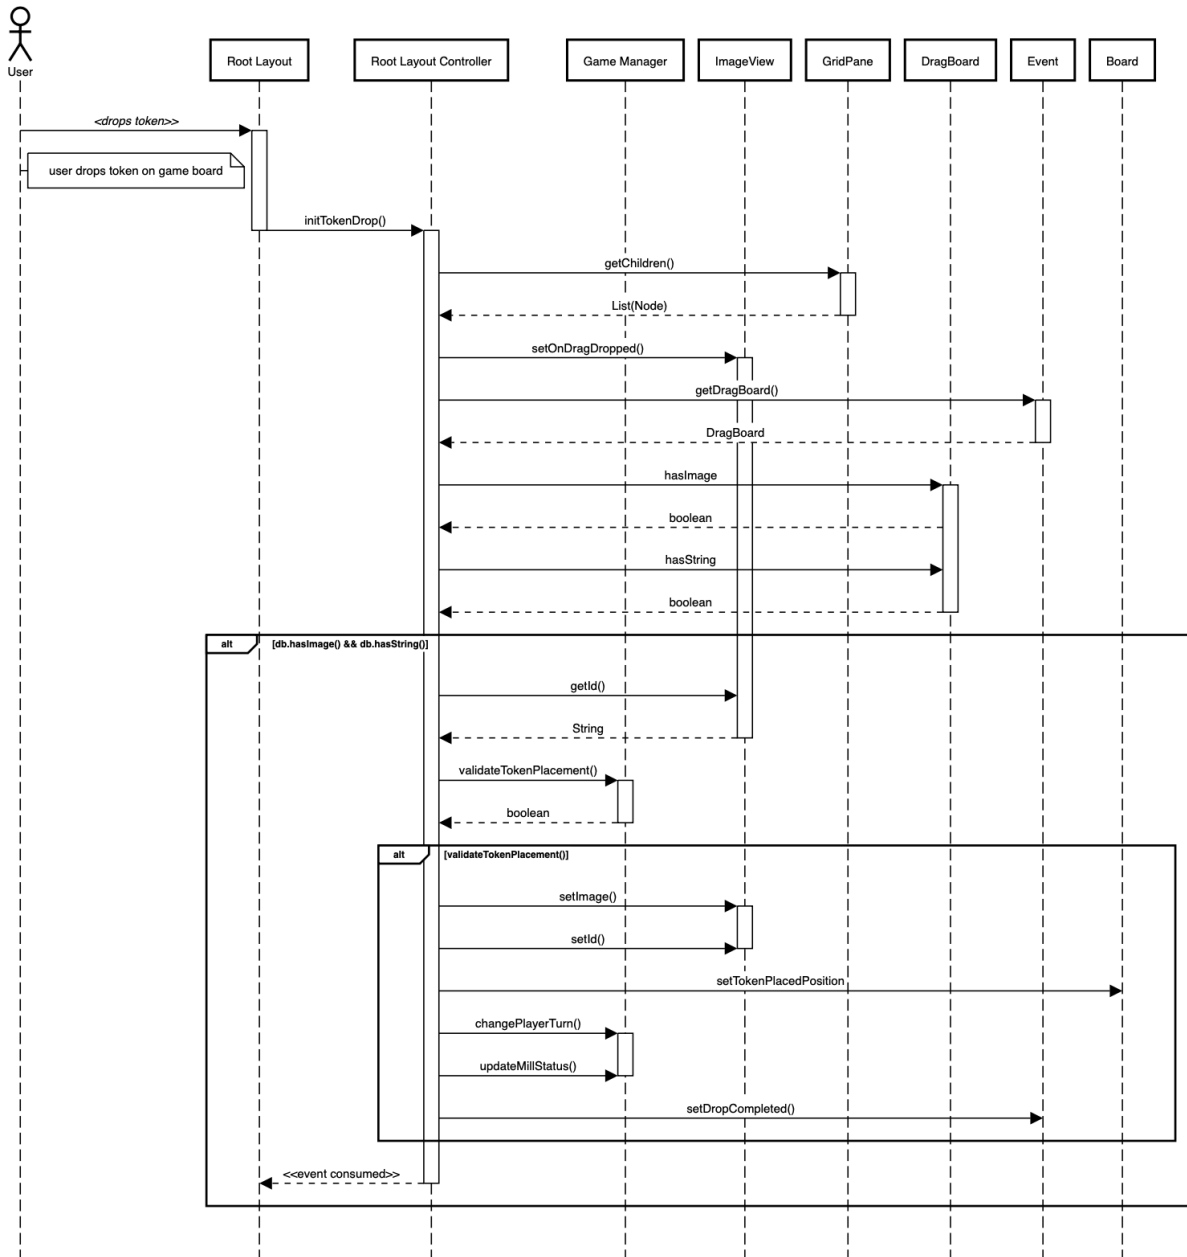 User
Root Layout
Root Layout Controller
Game Manager
ImageView
GridPane
DragBoard
Event
Board
<drops token>>
user drops token on game board
initTokenDrop()
getChildren()
List(Node)
setOnDragDropped()
getDragBoard()
DragBoard
hasImage
boolean
hasString
boolean
alt
[db.hasImage() && db.hasString()]
getId()
String
validateTokenPlacement()
boolean
alt
[validateTokenPlacement()]
setImage()
setId()
setTokenPlacedPosition
changePlayerTurn()
updateMillStatus()
setDropCompleted()
<<event consumed>>